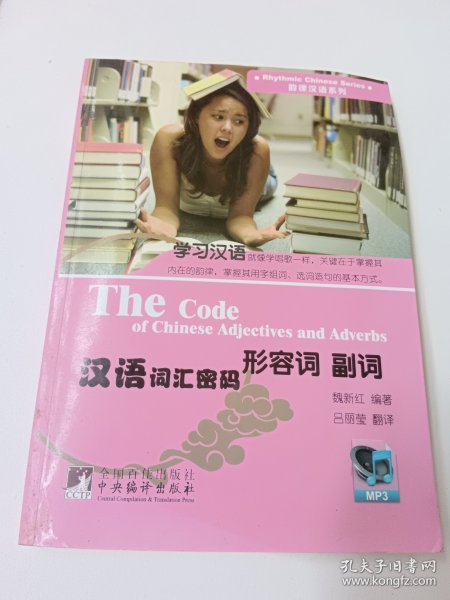 Rhythmic Chinese Series
韵律汉语系列
学习汉语就像学唱歌一样，关键在于掌握其
内在的韵律，掌握其用字组词、选词造句的基本方式。
The Code
of Chinese Adjectives and Adverbs
汉语词汇密码 形容词 副词
魏新红 编著
吕丽莹 翻译
全国百佳出版社
中央编译出版社
CCTP
Central Compilation & Translation Press
MP3
孔夫子旧书网
www.kongfz.com